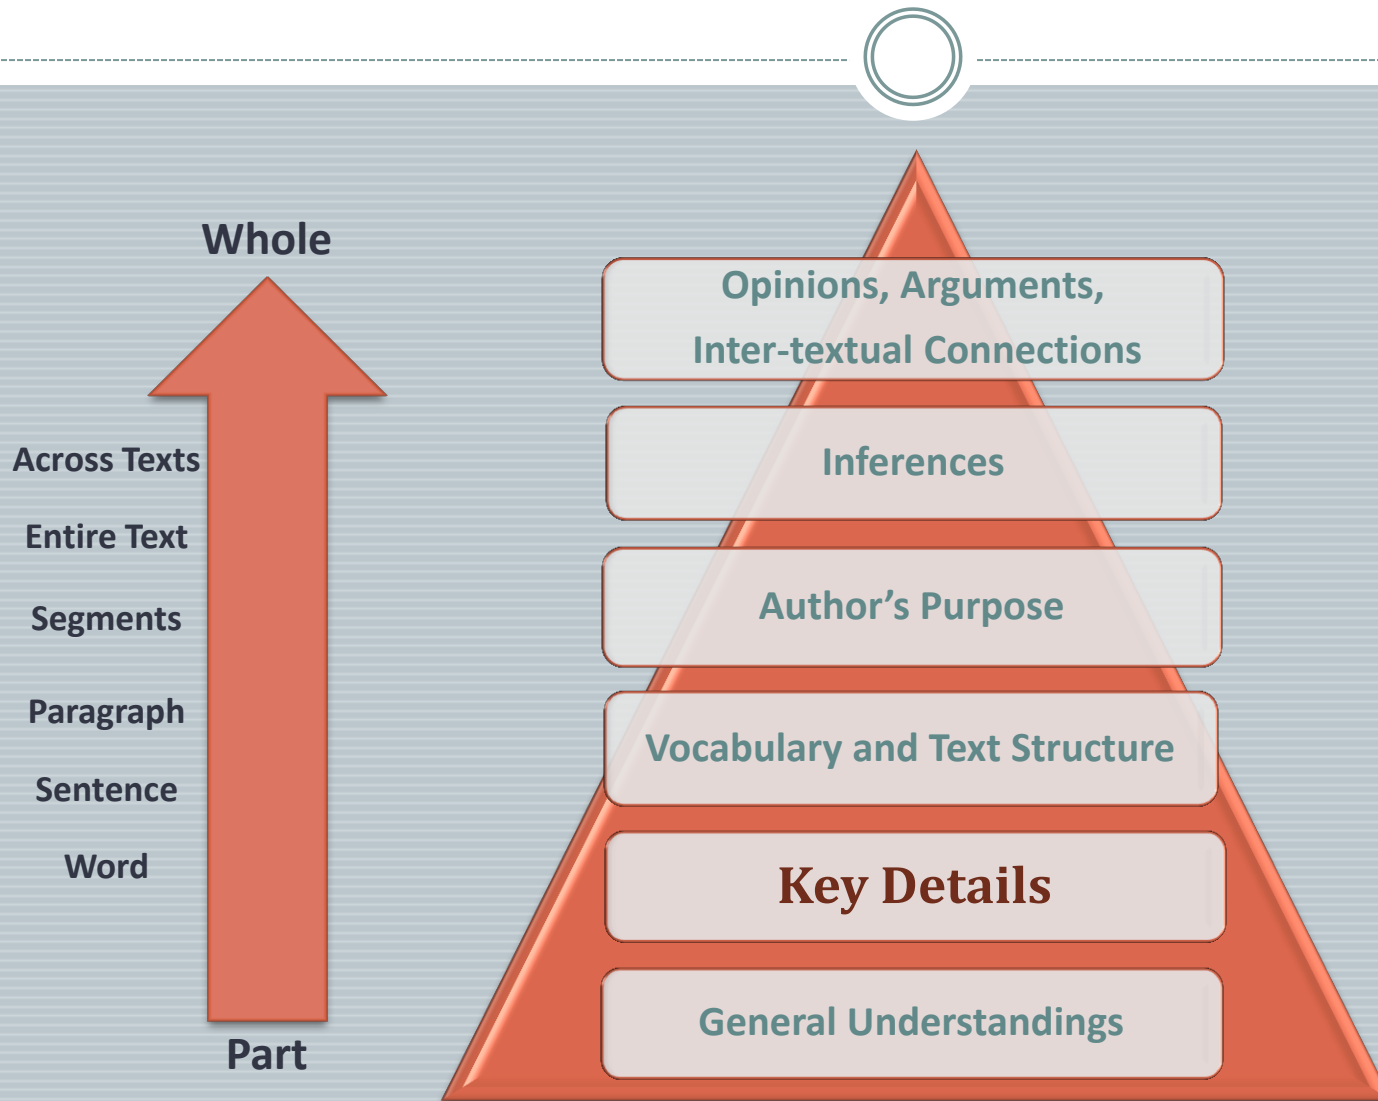 Whole
Across Texts
Entire Text
Segments
Paragraph
Sentence
Word
Part
Opinions, Arguments,
Inter-textual Connections
Inferences
Author’s Purpose
Vocabulary and Text Structure
Key Details
General Understandings